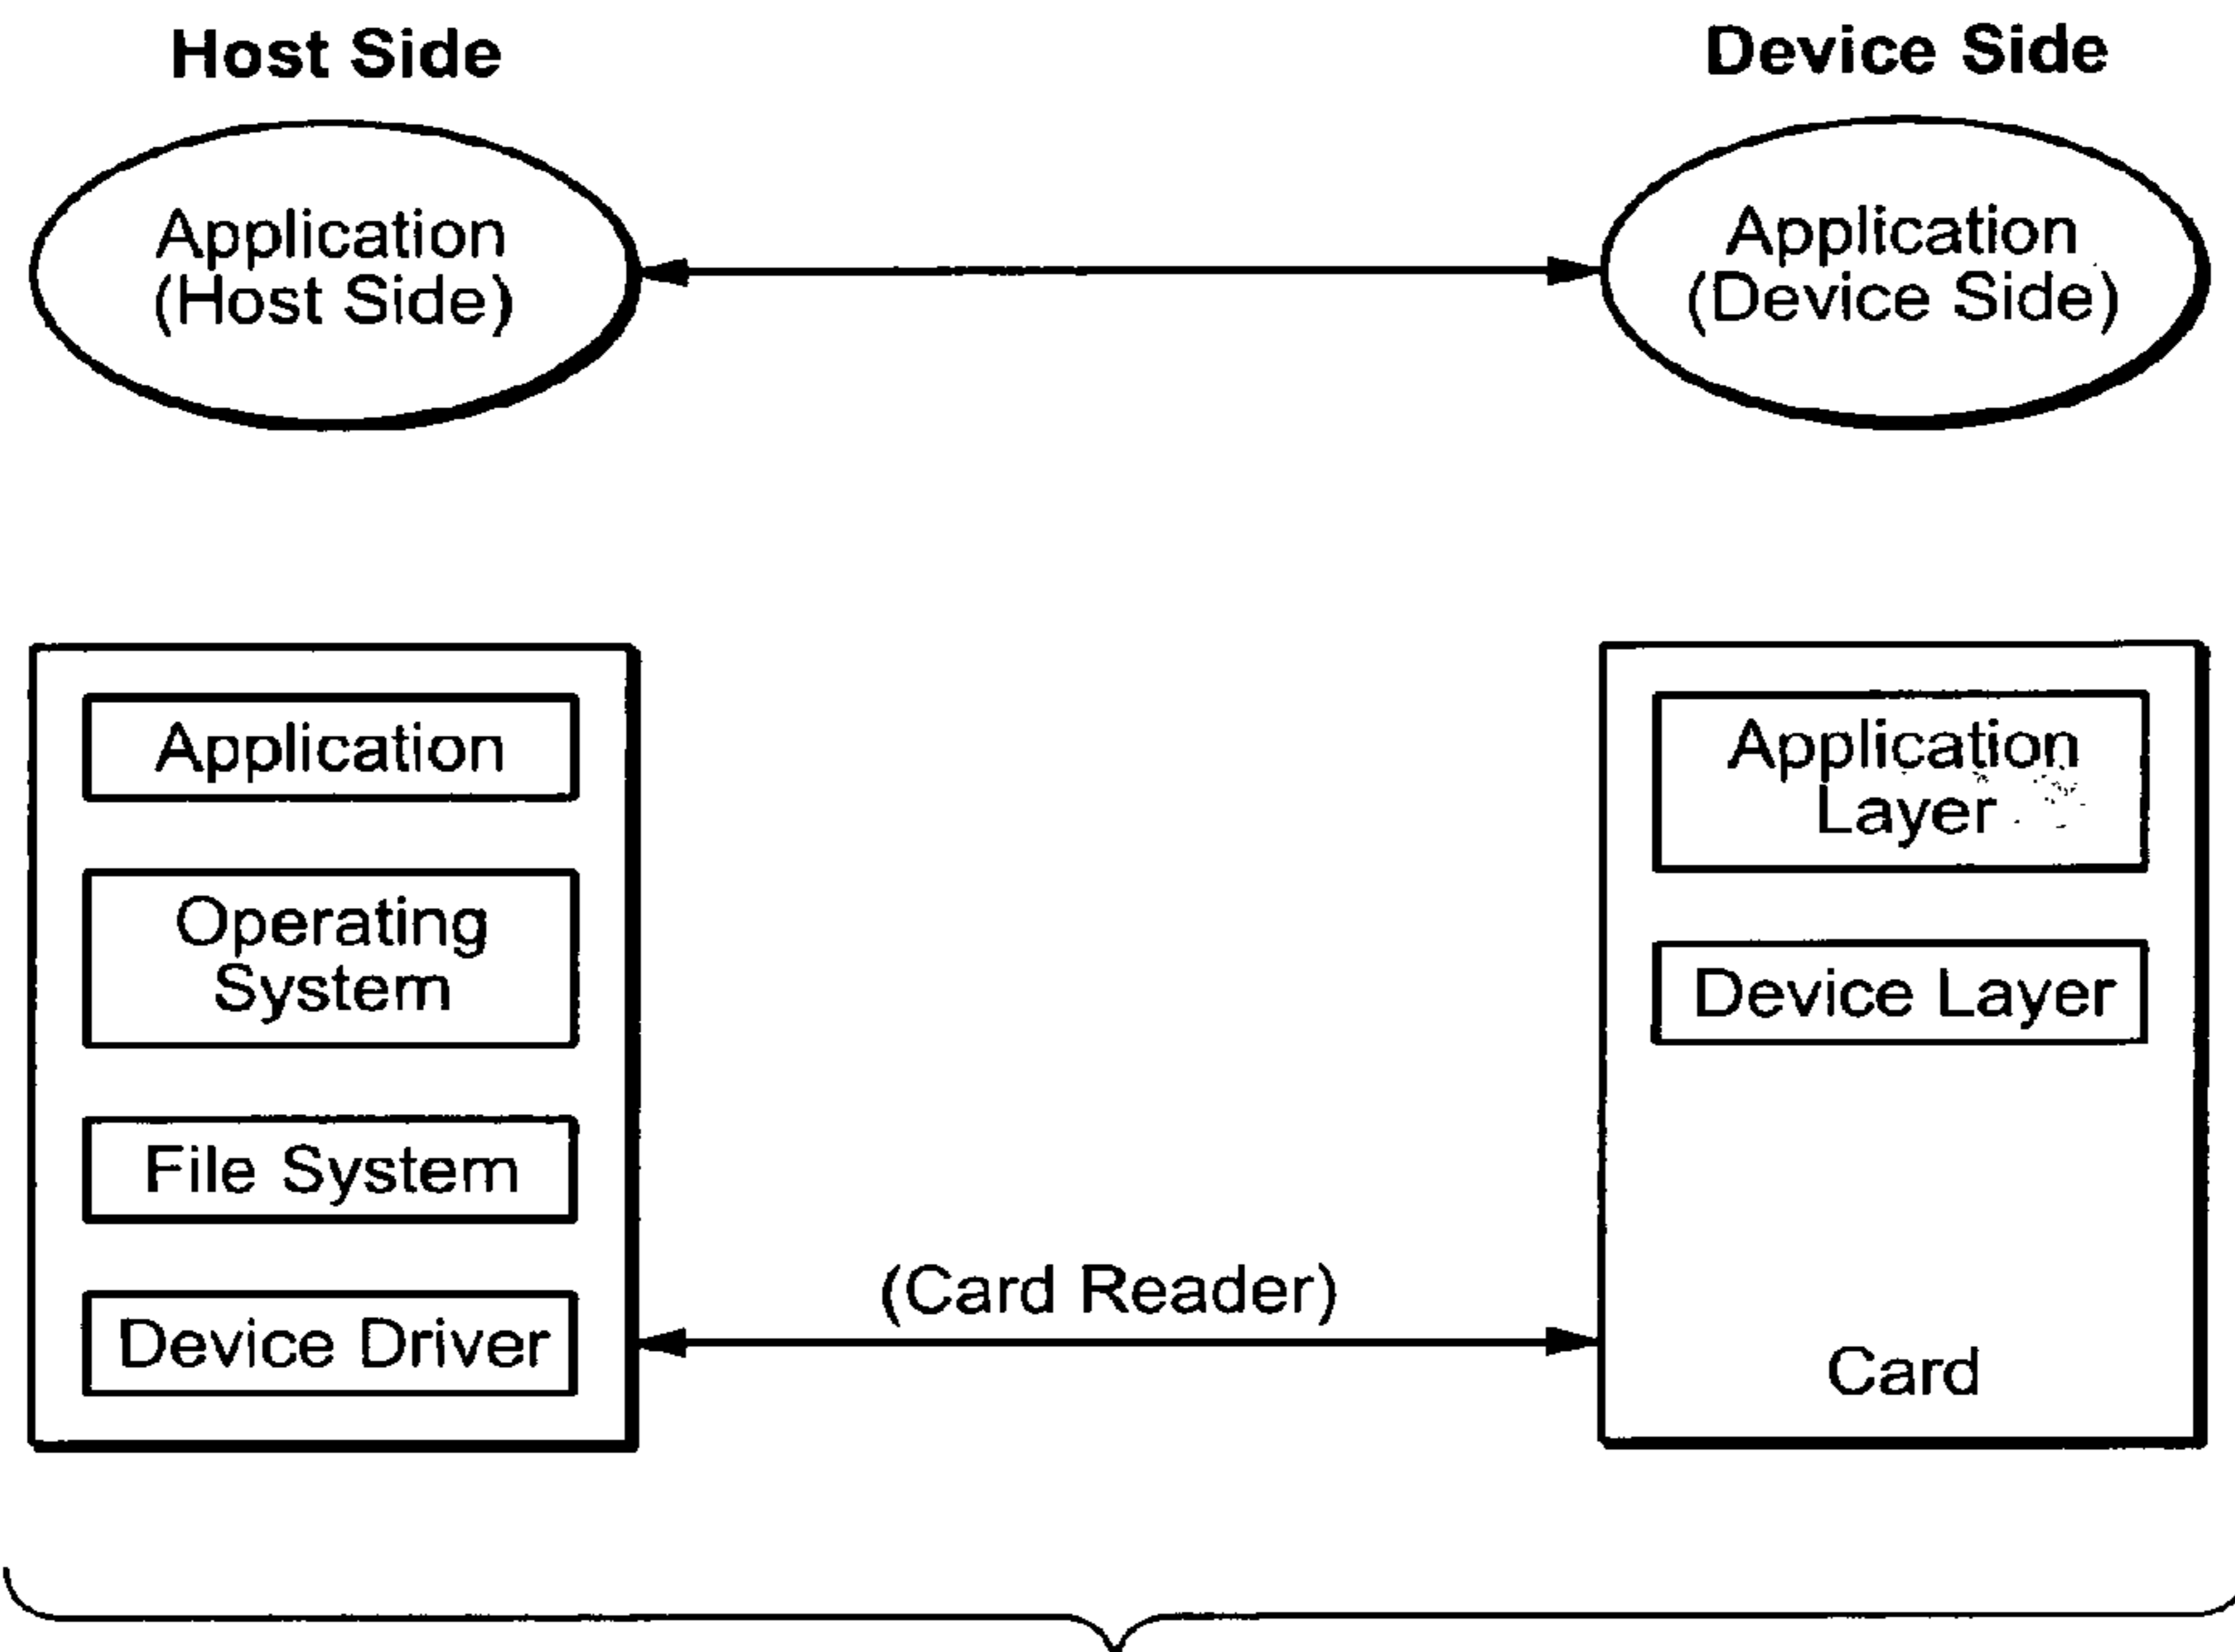 Host Side
Device Side
Application
(Host Side)
Application
(Device Side)
Application
Operating
System
File System
Device Driver
(Card Reader)
Application
Layer
Device Layer
Card